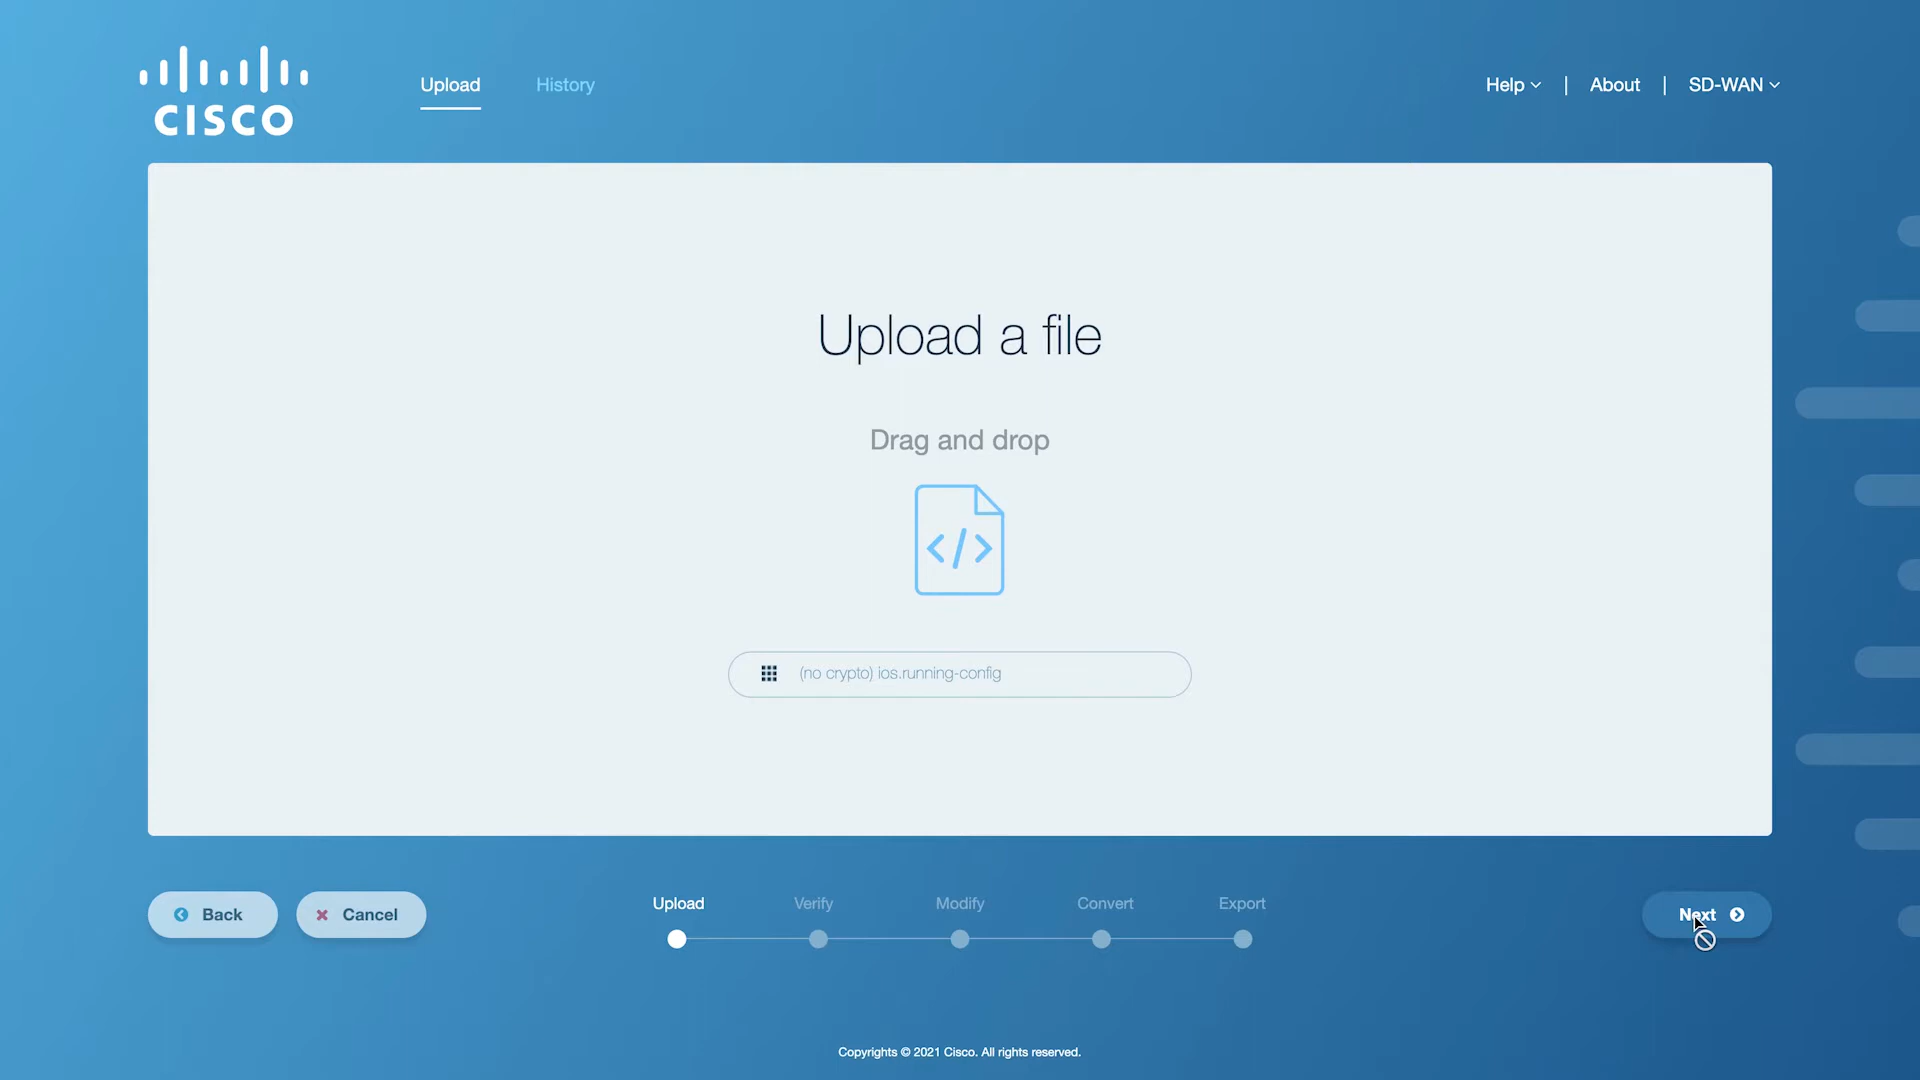 CISCO
Upload
History
Help
|
About
|
SD-WAN
Upload a file
Drag and drop
</>
(no crypto) ios.running-config
Back
Cancel
Upload
Verify
Modify
Convert
Export
Next
Copyrights © 2021 Cisco. All rights reserved.